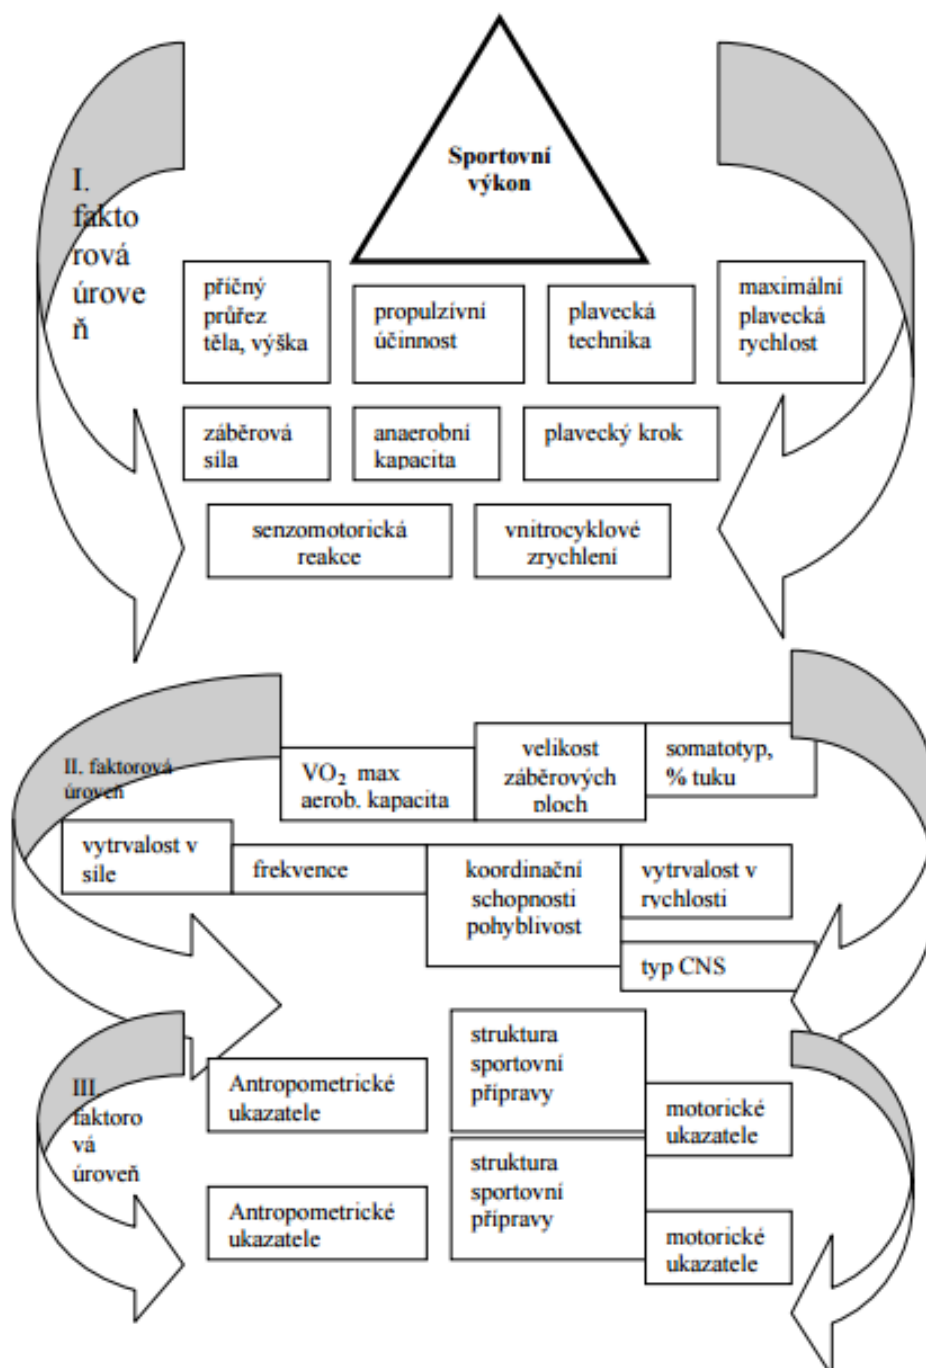 Sportovní
výkon
I.
fakto
rová
úrove
ň
příčný
průřez
těla, výška
propulzívní
účinnost
plavecká
technika
maximální
plavecká
rychlost
záběrová
síla
anaerobní
kapacita
plavecký krok
senzomotorická
reakce
vnitrocyklové
zrychlení
II. faktorová
úroveň
VO₂ max
aerob. kapacita
velikost
záběrových
ploch
somatotyp,
% tuku
vytrvalost v
síle
frekvence
koordinační
schopnosti
pohyblivost
vytrvalost v
rychlosti
typ CNS
III.
faktoro
vá
úroveň
Antropometrické
ukazatele
struktura
sportovní
přípravy
motorické
ukazatele
Antropometrické
ukazatele
struktura
sportovní
přípravy
motorické
ukazatele